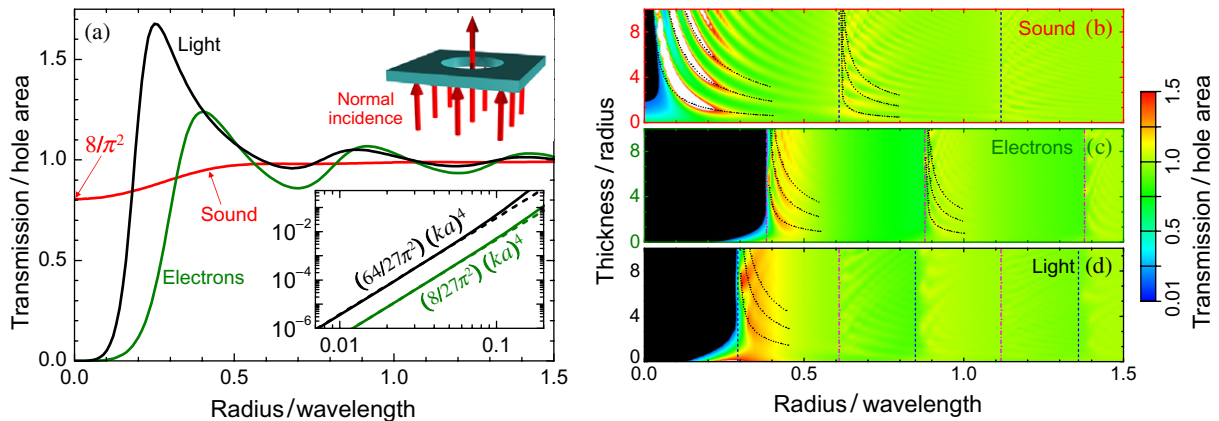 (a)
Light
Normal
incidence
8/π²
Sound
Electrons
(64/27π²) (ka)⁴
(8/27π²) (ka)⁴
10⁻²
10⁻⁴
10⁻⁶
0.01
0.1
Transmission / hole area
1.5
1.0
0.5
0.0
0.0
0.5
1.0
1.5
Radius / wavelength
Sound (b)
Electrons (c)
Light (d)
Thickness / radius
8
4
0
8
4
0
8
4
0
0.0
0.5
1.0
1.5
Radius / wavelength
1.5
1.0
0.5
0.01
Transmission / hole area